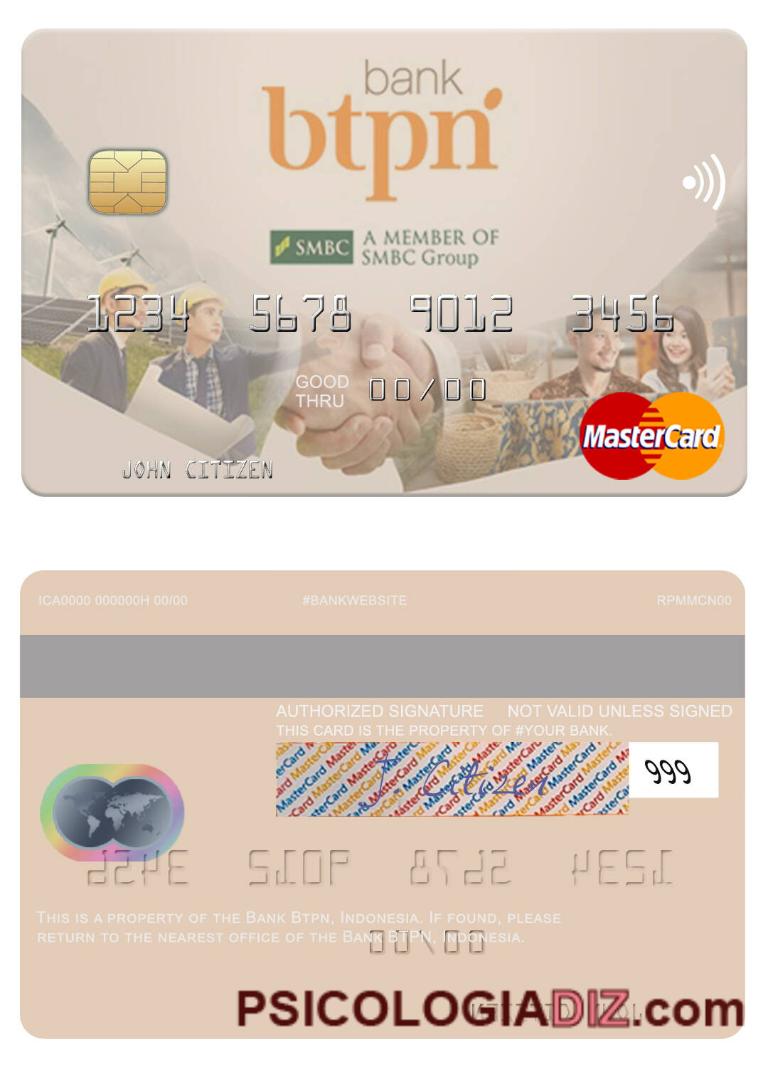 bank
btpn
SMBC A MEMBER OF
SMBC Group
1234 5678 9012 3456
GOOD
THRU 00/00
MasterCard
JOHN CITIZEN
ICA0000 000000H 00/00 #BANKWEBSITE RPMMCN00
AUTHORIZED SIGNATURE NOT VALID UNLESS SIGNED
THIS CARD IS THE PROPERTY OF #YOUR BANK.
J. Citizen 999
THIS IS A PROPERTY OF THE BANK BTPN, INDONESIA. IF FOUND, PLEASE
RETURN TO THE NEAREST OFFICE OF THE BANK BTPN, INDONESIA.
PSICOLOGIADIZ.com